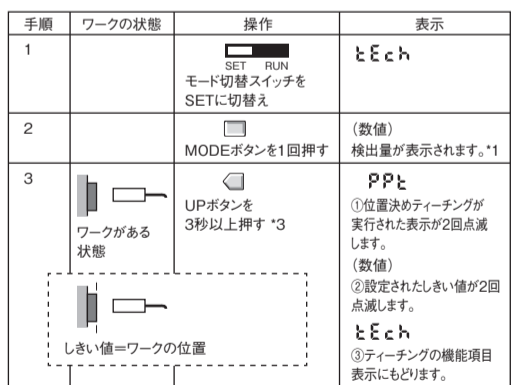 手順 ワークの状態 操作 表示
1
SET RUN
モード切替スイッチを
SETに切替え
tEch
2
MODEボタンを1回押す
（数値）
検出量が表示されます。*1
3
ワークがある
状態
UPボタンを
3秒以上押す *3
PPt
①位置決めティーチングが
実行された表示が2回点滅
します。
（数値）
②設定されたしきい値が2回
点滅します。
tEch
③ティーチングの機能項目
表示にもどります。
しきい値＝ワークの位置